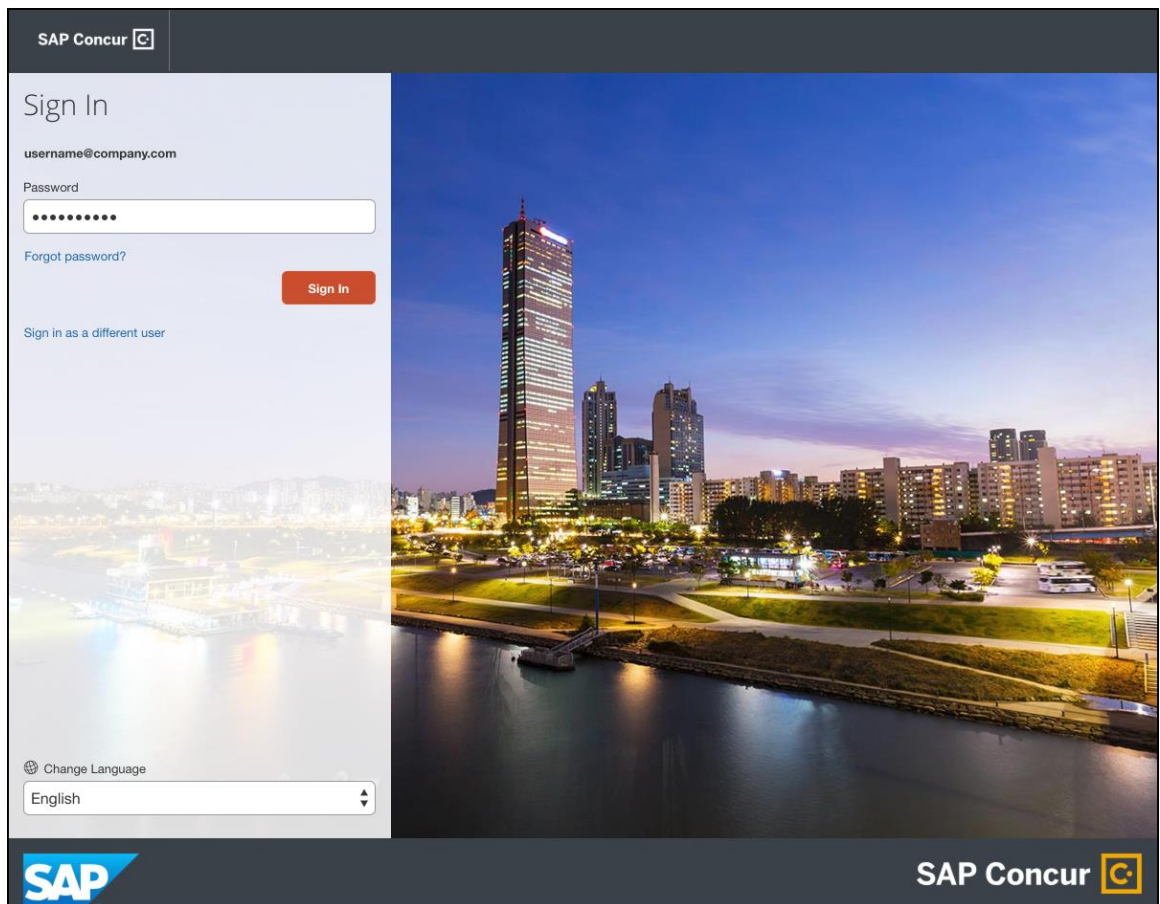 SAP Concur C
Sign In
username@company.com
Password
••••••••••
Forgot password?
Sign In
Sign in as a different user
Change Language
English
SAP
SAP Concur C